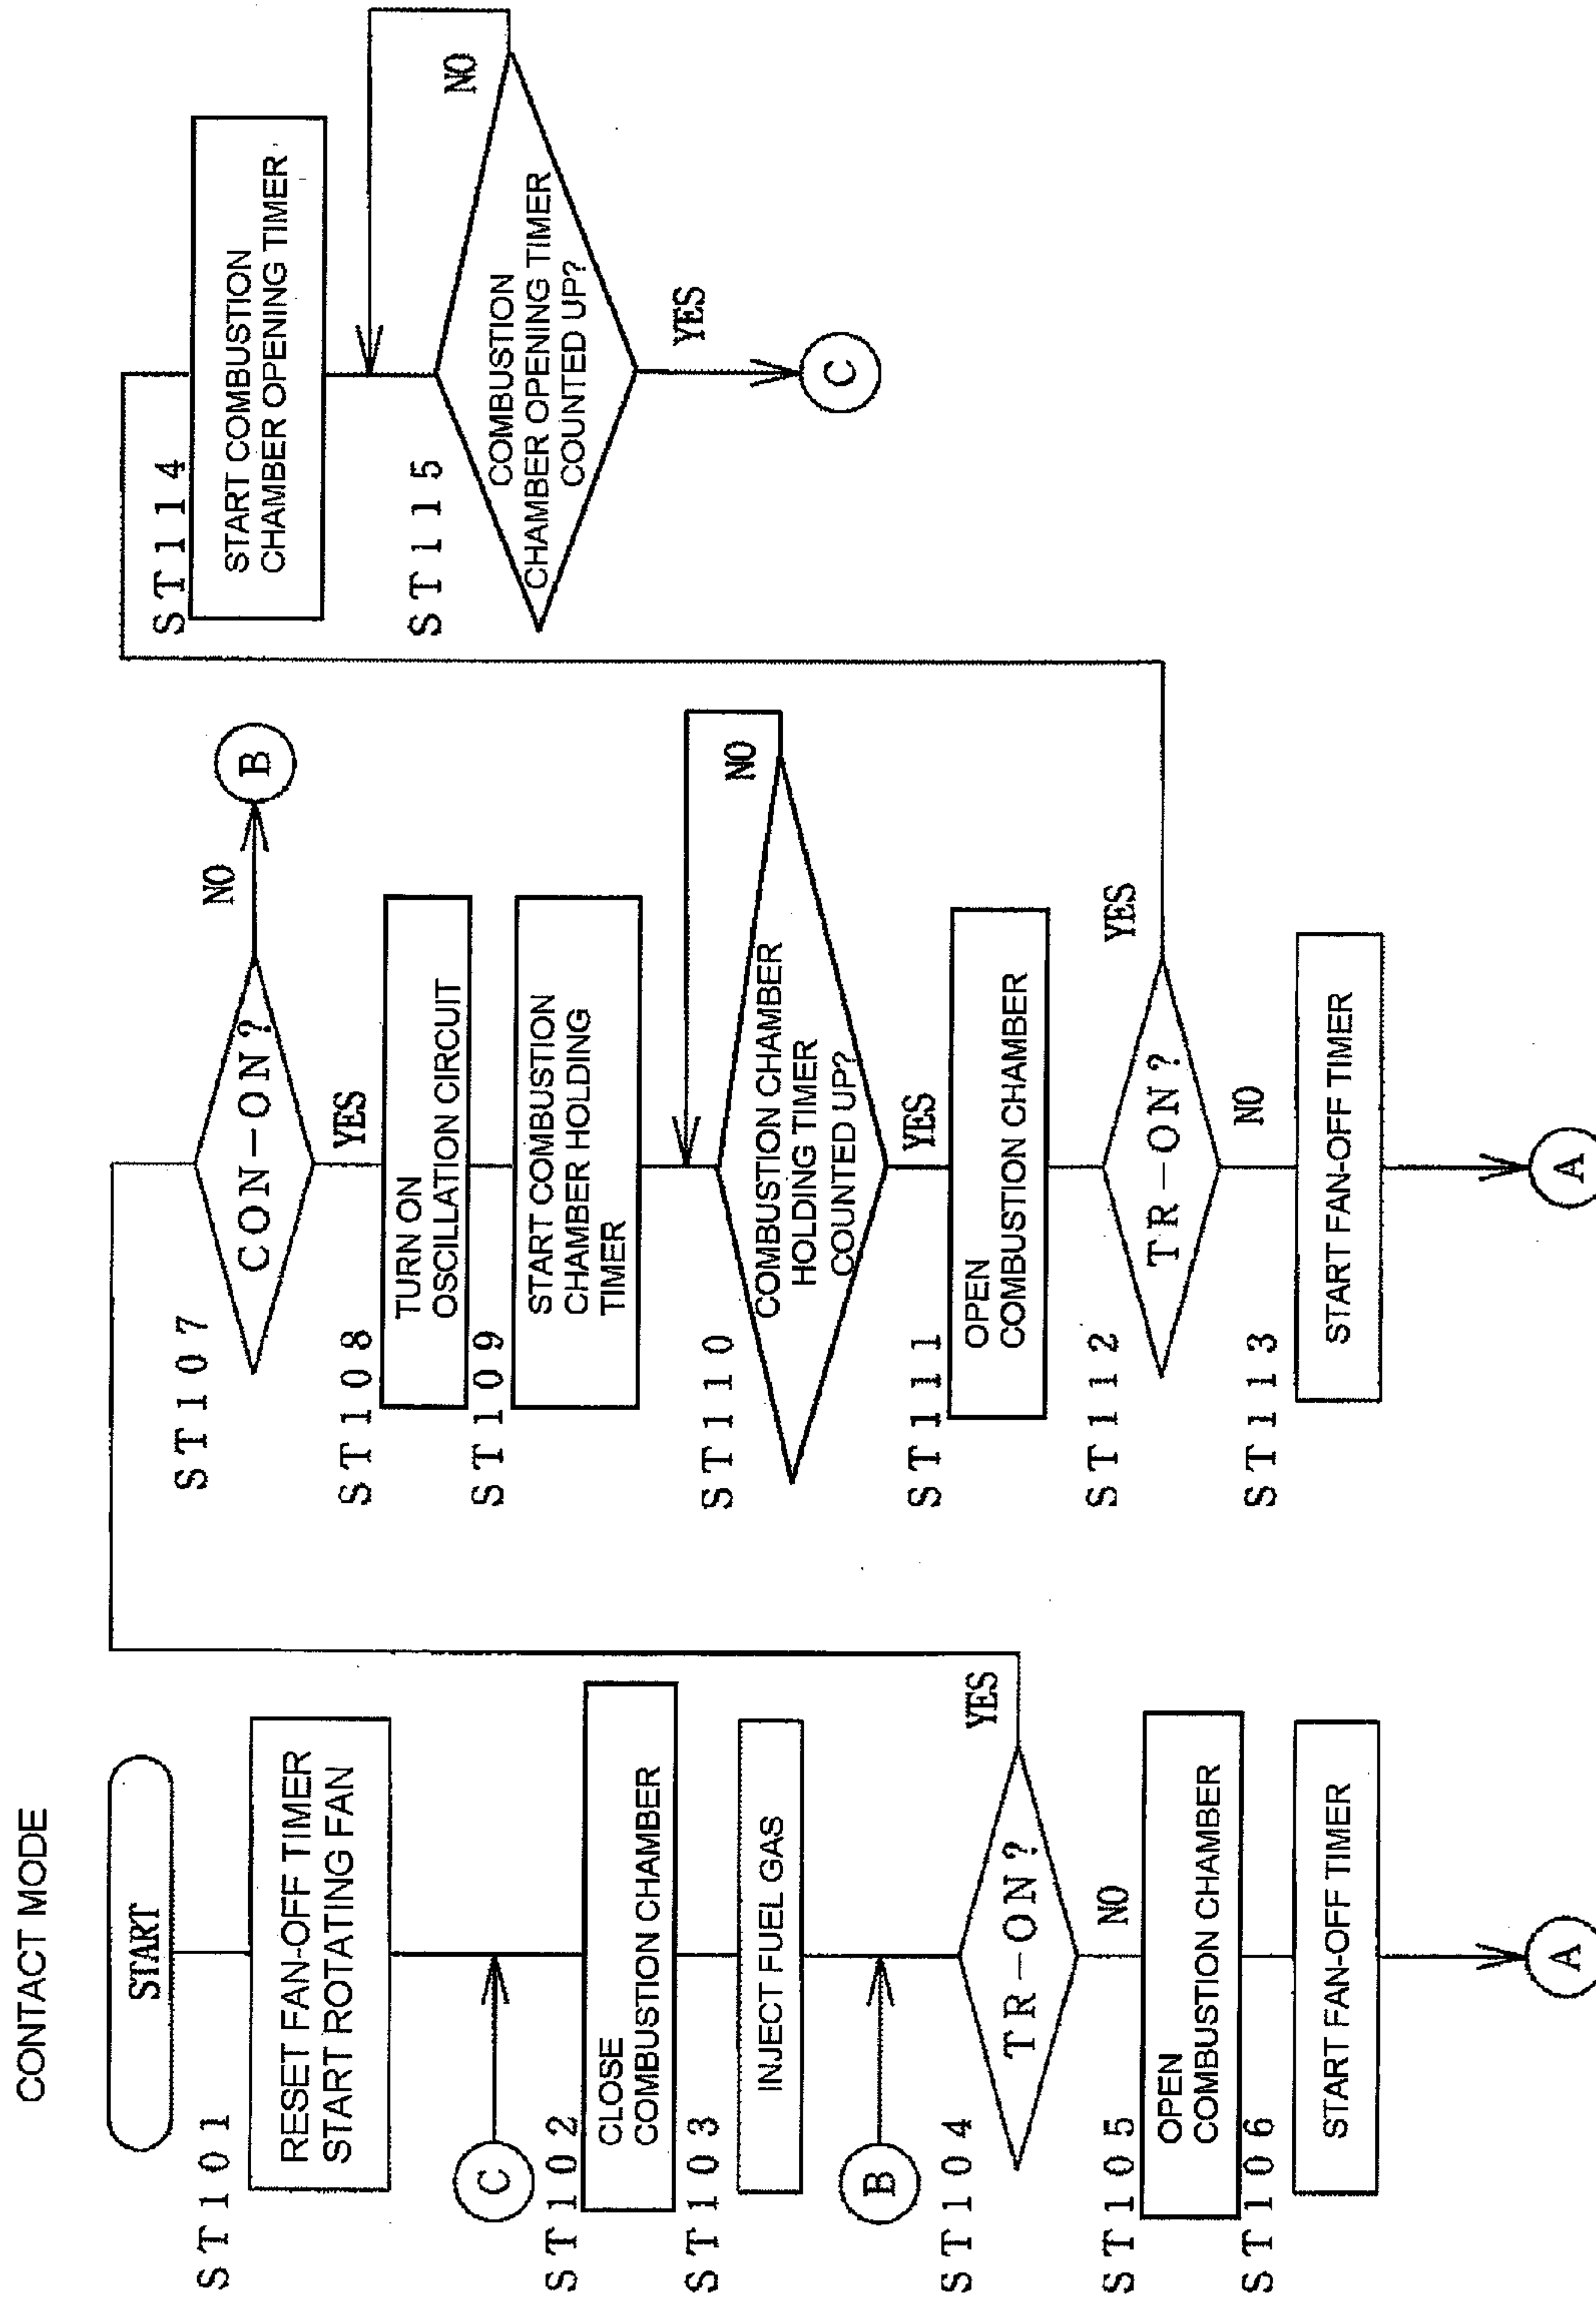 CONTACT MODE
START
ST101
RESET FAN-OFF TIMER
START ROTATING FAN
C
ST102
CLOSE
COMBUSTION CHAMBER
ST103
INJECT FUEL GAS
B
ST104
TR-ON?
YES
NO
ST105
OPEN
COMBUSTION CHAMBER
ST106
START FAN-OFF TIMER
A
ST107
CON-ON?
NO
B
YES
ST108
TURN ON
OSCILLATION CIRCUIT
ST109
START COMBUSTION
CHAMBER HOLDING
TIMER
ST110
COMBUSTION CHAMBER
HOLDING TIMER
COUNTED UP?
NO
YES
ST111
OPEN
COMBUSTION CHAMBER
ST112
TR-ON?
YES
NO
ST113
START FAN-OFF TIMER
A
ST114
START COMBUSTION
CHAMBER OPENING TIMER
ST115
COMBUSTION
CHAMBER OPENING TIMER
COUNTED UP?
NO
YES
C